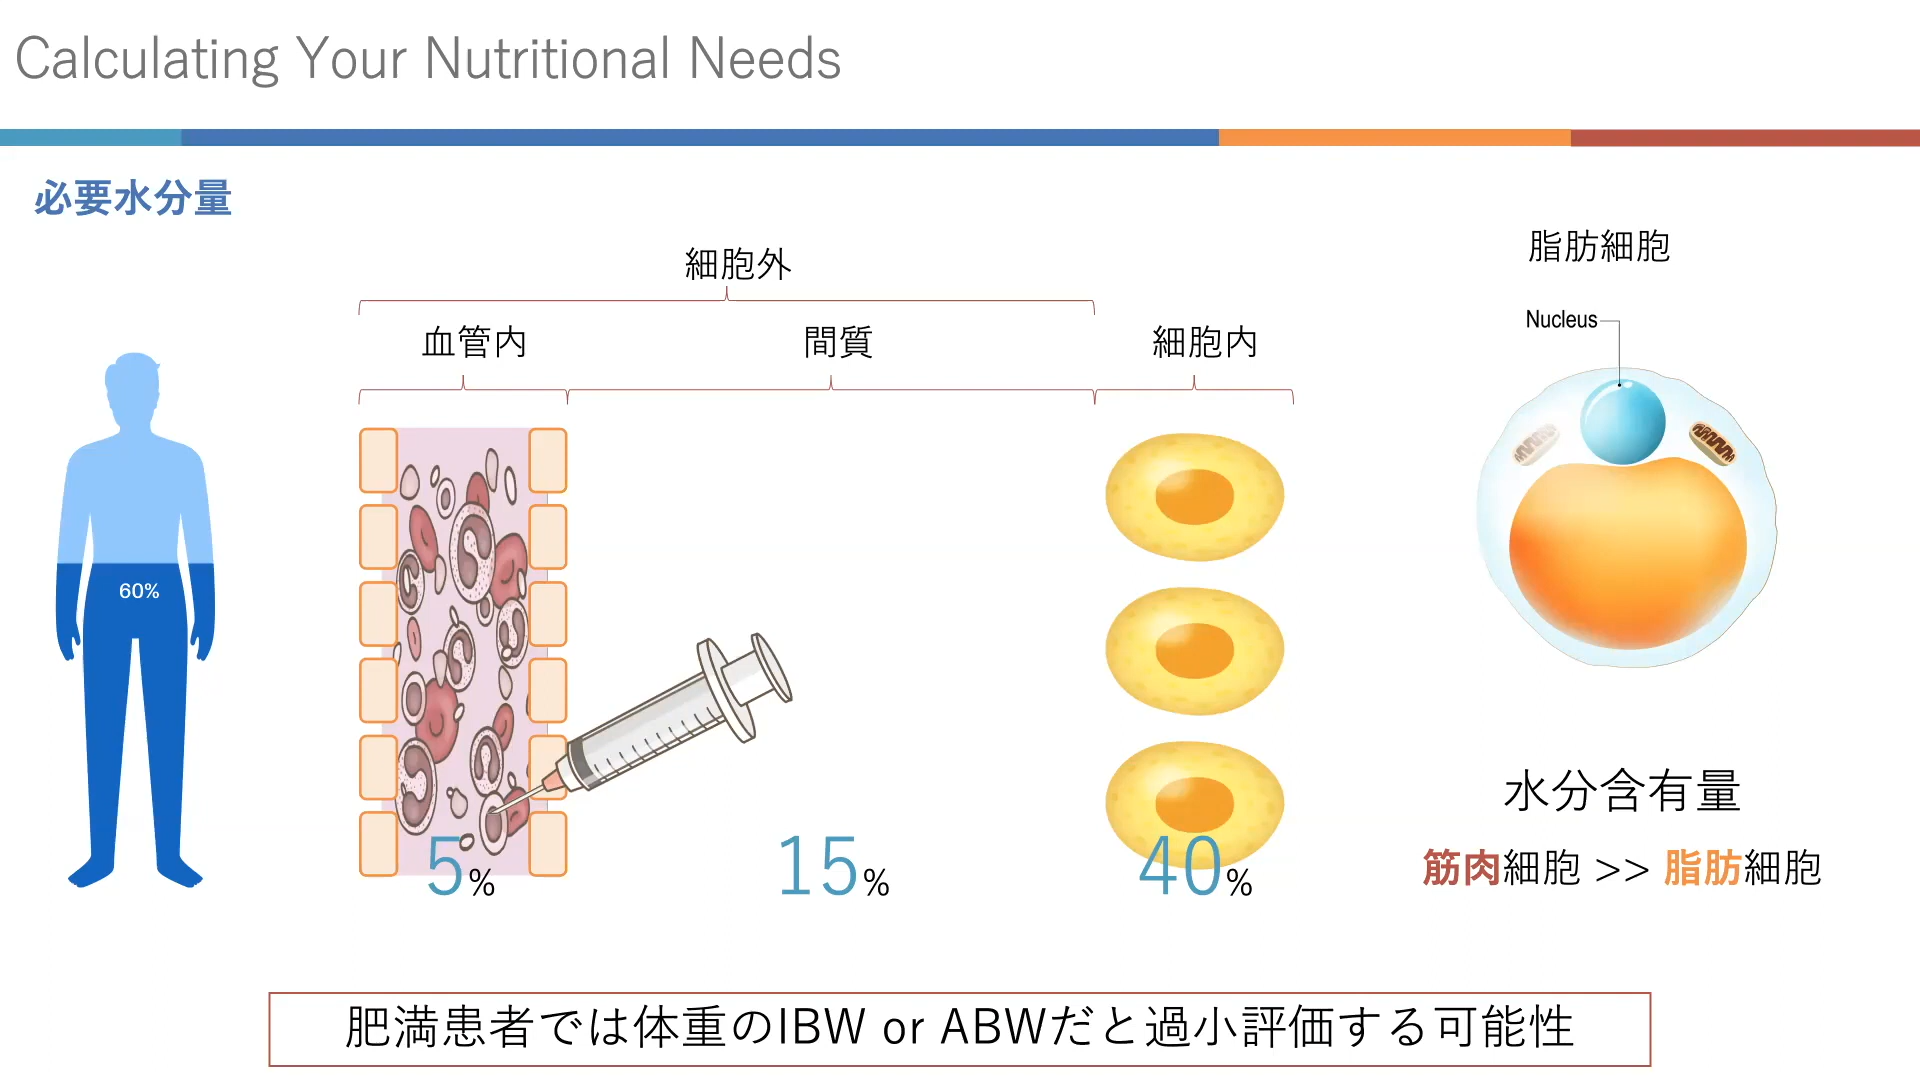 Calculating Your Nutritional Needs
必要水分量
細胞外
血管内
間質
細胞内
脂肪細胞
Nucleus
60%
5%
15%
40%
水分含有量
筋肉細胞 >> 脂肪細胞
肥満患者では体重のIBW or ABWだと過小評価する可能性